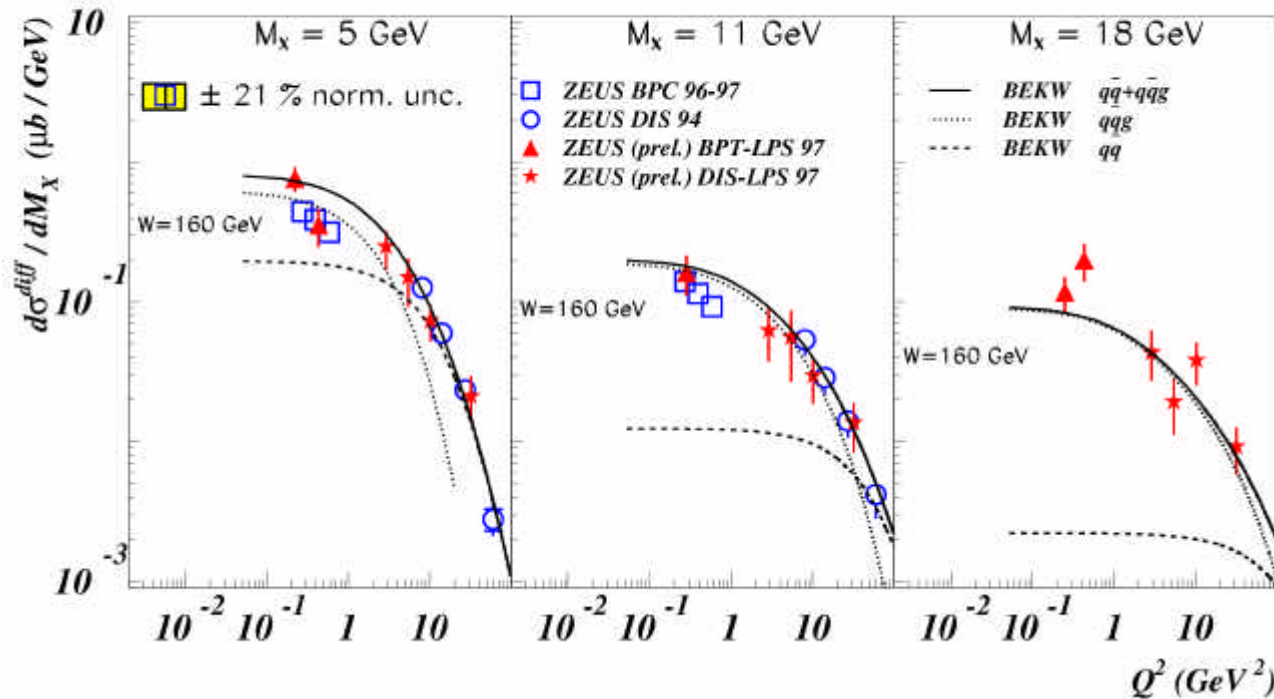 dσ^diff / dM_X (μb / GeV)
10
10^-1
10^-3
M_x = 5 GeV
± 21 % norm. unc.
W=160 GeV
M_x = 11 GeV
ZEUS BPC 96-97
ZEUS DIS 94
ZEUS (prel.) BPT-LPS 97
ZEUS (prel.) DIS-LPS 97
W=160 GeV
M_x = 18 GeV
BEKW qq̄+qq̄g
BEKW qq̄g
BEKW qq̄
W=160 GeV
10^-2 10^-1 1 10
10^-2 10^-1 1 10
10^-2 10^-1 1 10
Q^2 (GeV^2)